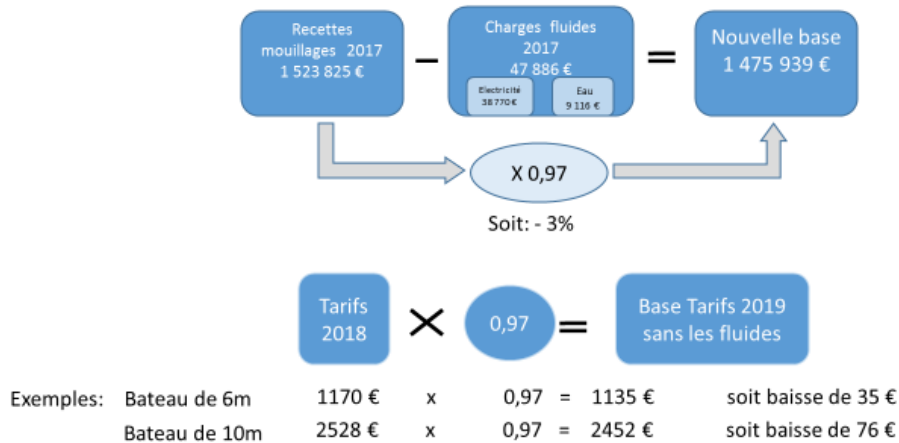 Recettes
mouillages 2017
1 523 825 €
−
Charges fluides
2017
47 886 €
Electricité
38 770 €
Eau
9 116 €
=
Nouvelle base
1 475 939 €
X 0,97
Soit: - 3%
Tarifs
2018
×
0,97
=
Base Tarifs 2019
sans les fluides
Exemples: Bateau de 6m 1170 € x 0,97 = 1135 € soit baisse de 35 €
Bateau de 10m 2528 € x 0,97 = 2452 € soit baisse de 76 €